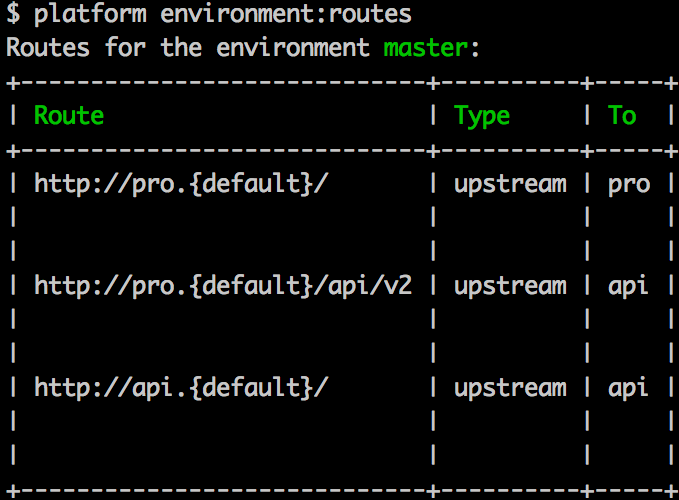 $ platform environment:routes
Routes for the environment master:
+-----------------------------+----------+-----+
| Route                       | Type     | To  |
+-----------------------------+----------+-----+
| http://pro.{default}/       | upstream | pro |
|                             |          |     |
|                             |          |     |
| http://pro.{default}/api/v2 | upstream | api |
|                             |          |     |
|                             |          |     |
| http://api.{default}/       | upstream | api |
|                             |          |     |
|                             |          |     |
+-----------------------------+----------+-----+